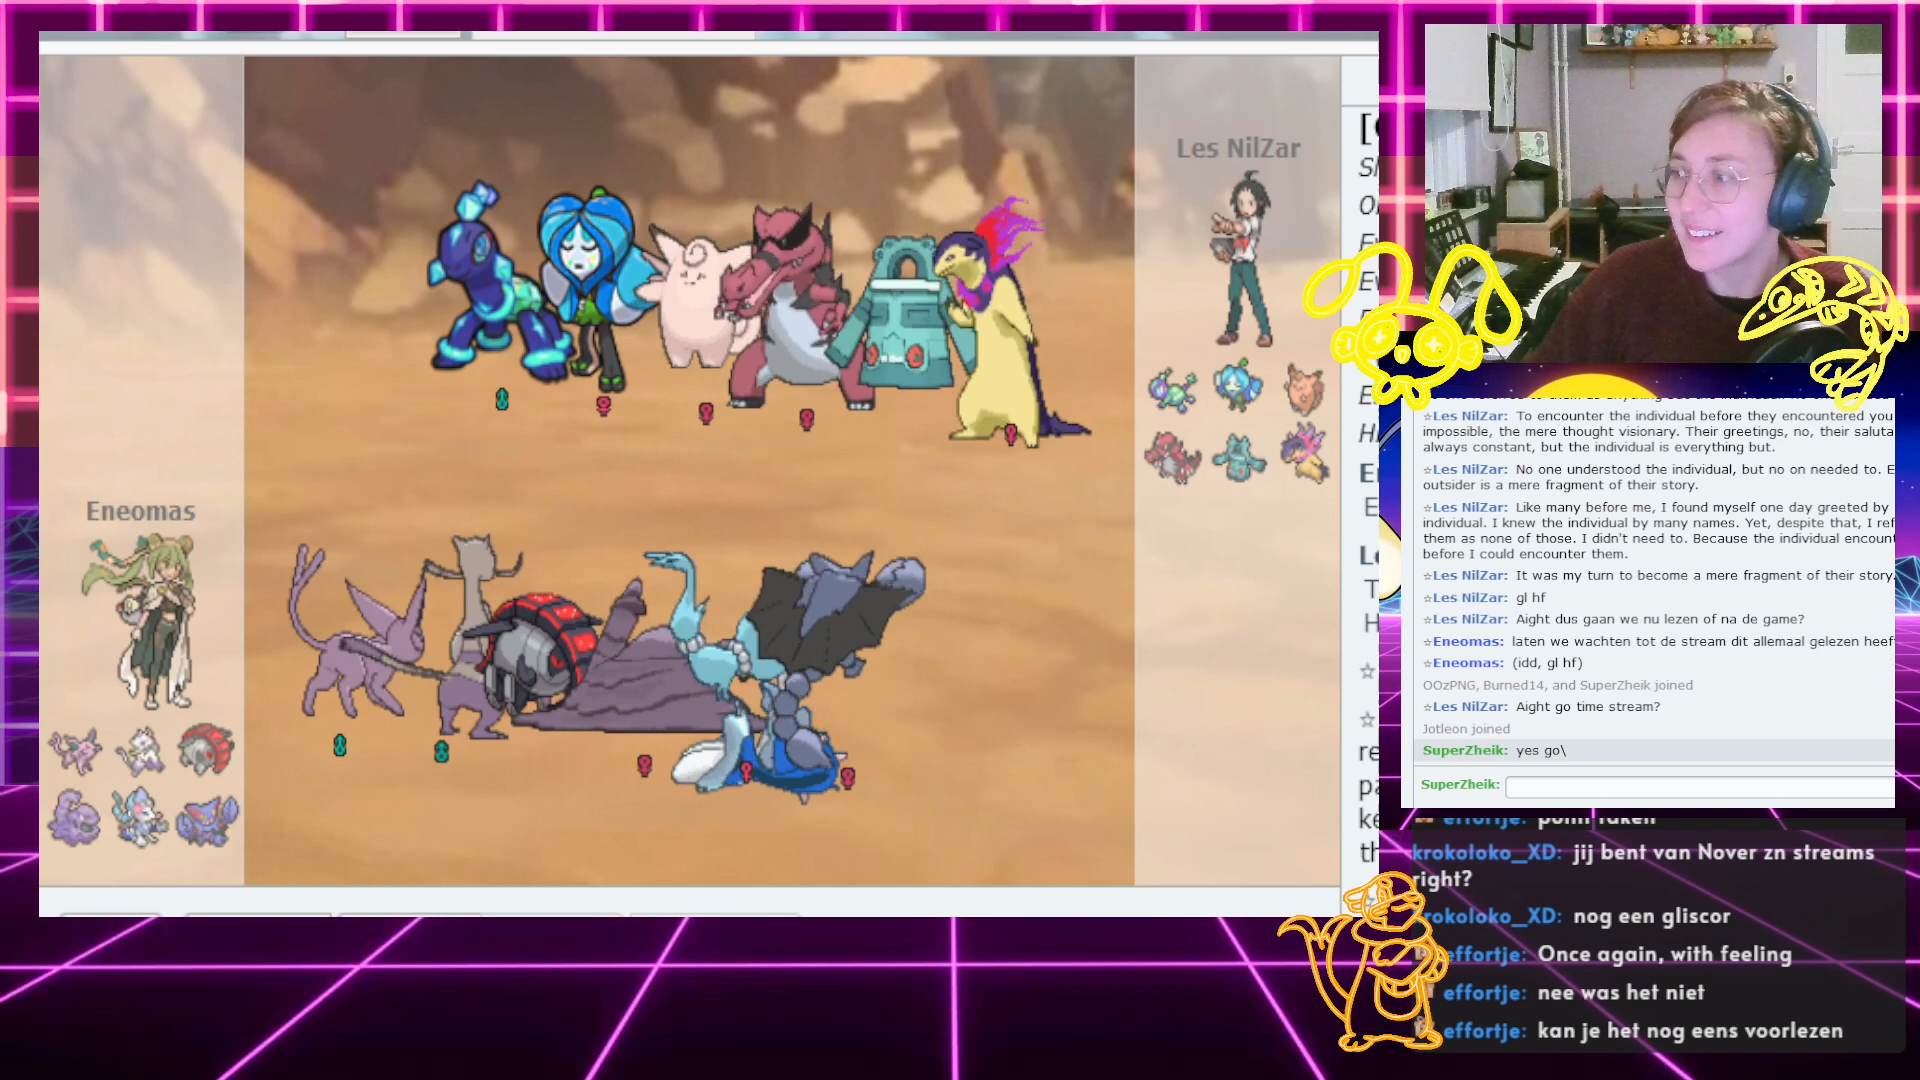 Les NilZar
Eneomas
☆Les NilZar: To encounter the individual before they encountered you
impossible, the mere thought visionary. Their greetings, no, their
always constant, but the individual is everything but.
☆Les NilZar: No one understood the individual, but no on needed to.
outsider is a mere fragment of their story.
☆Les NilZar: Like many before me, I found myself one day greeted by
individual. I knew the individual by many names. Yet, despite that, I
them as none of those. I didn't need to. Because the individual
before I could encounter them.
☆Les NilZar: It was my turn to become a mere fragment of their story.
☆Les NilZar: gl hf
☆Les NilZar: Aight dus gaan we nu lezen of na de game?
☆Eneomas: laten we wachten tot de stream dit allemaal gelezen
☆Eneomas: (idd, gl hf)
OOzPNG, Burned14, and SuperZheik joined
☆Les NilZar: Aight go time stream?
Jotleon joined
SuperZheik: yes go\
SuperZheik:
krokoloko_XD: jij bent van Nover zn streams
right?
krokoloko_XD: nog een gliscor
effortje: Once again, with feeling
effortje: nee was het niet
effortje: kan je het nog eens voorlezen